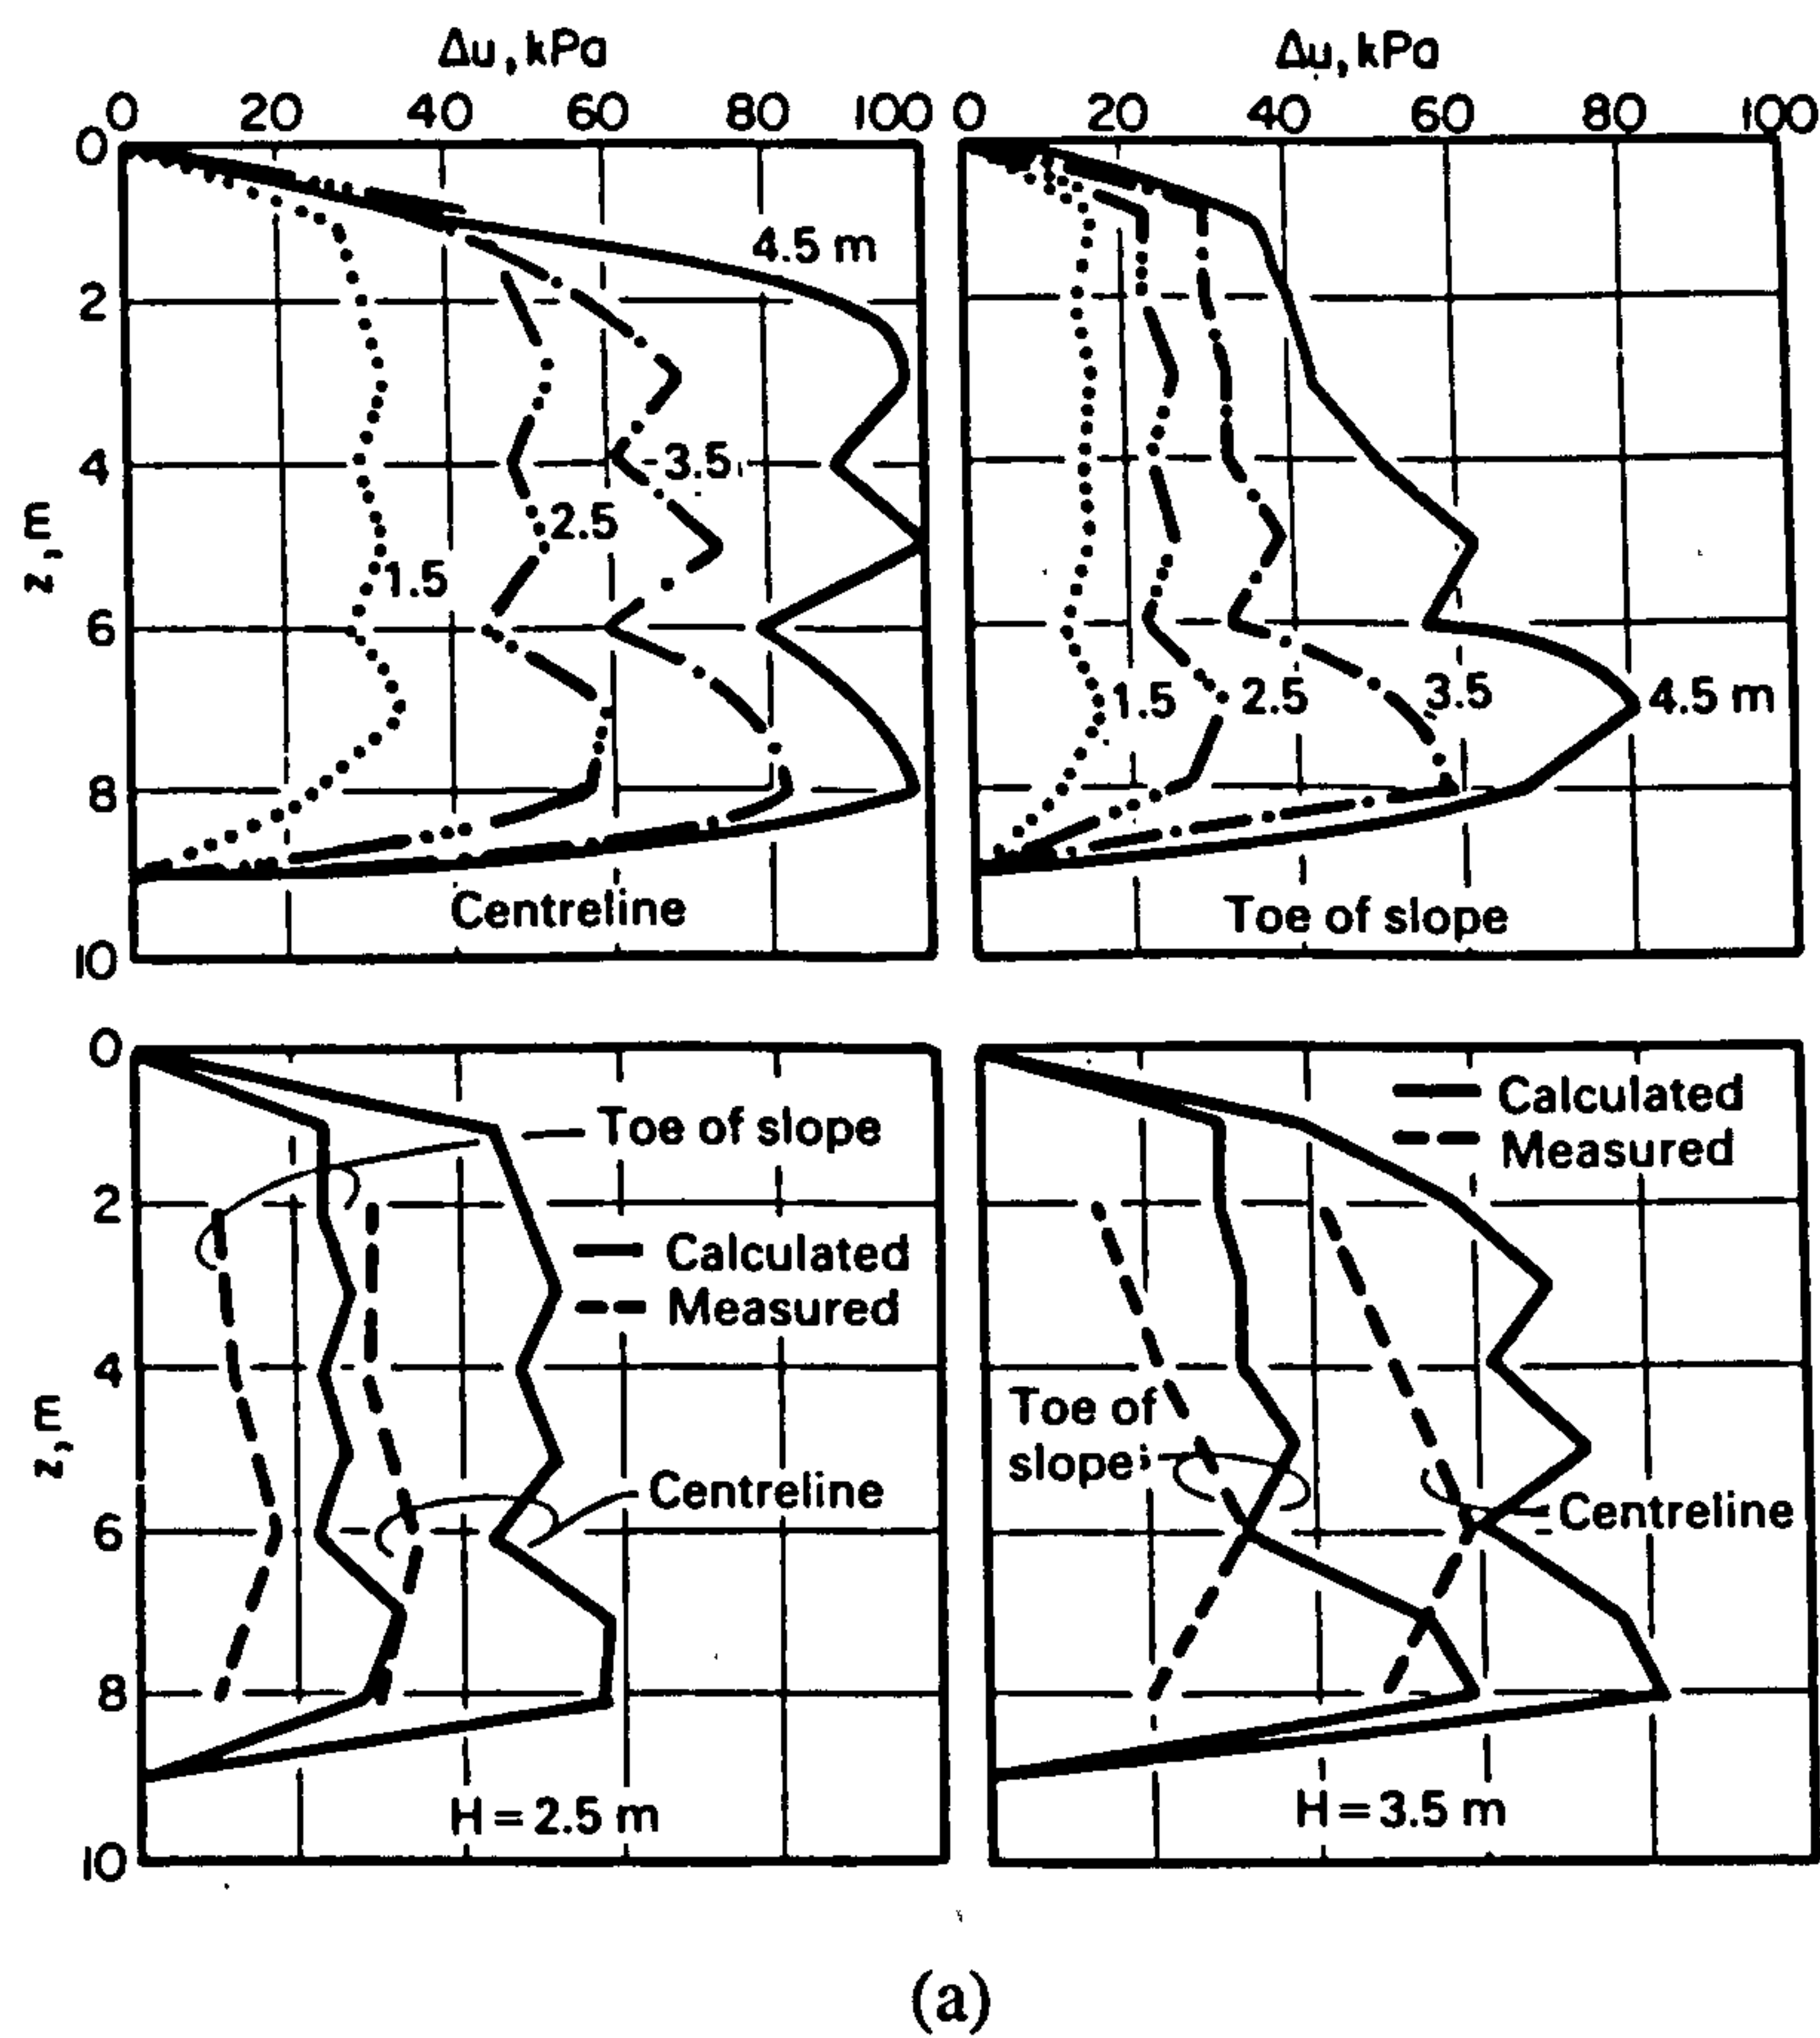 Δu, kPa
0 20 40 60 80 100
Δu, kPa
0 20 40 60 80 100
z, m
0
2
4
6
8
10
4.5 m
3.5
2.5
1.5
Centreline
1.5
2.5
3.5
4.5 m
Toe of slope
z, m
0
2
4
6
8
10
Toe of slope
Calculated
Measured
Centreline
H = 2.5 m
Calculated
Measured
Toe of
slope
Centreline
H = 3.5 m
(a)